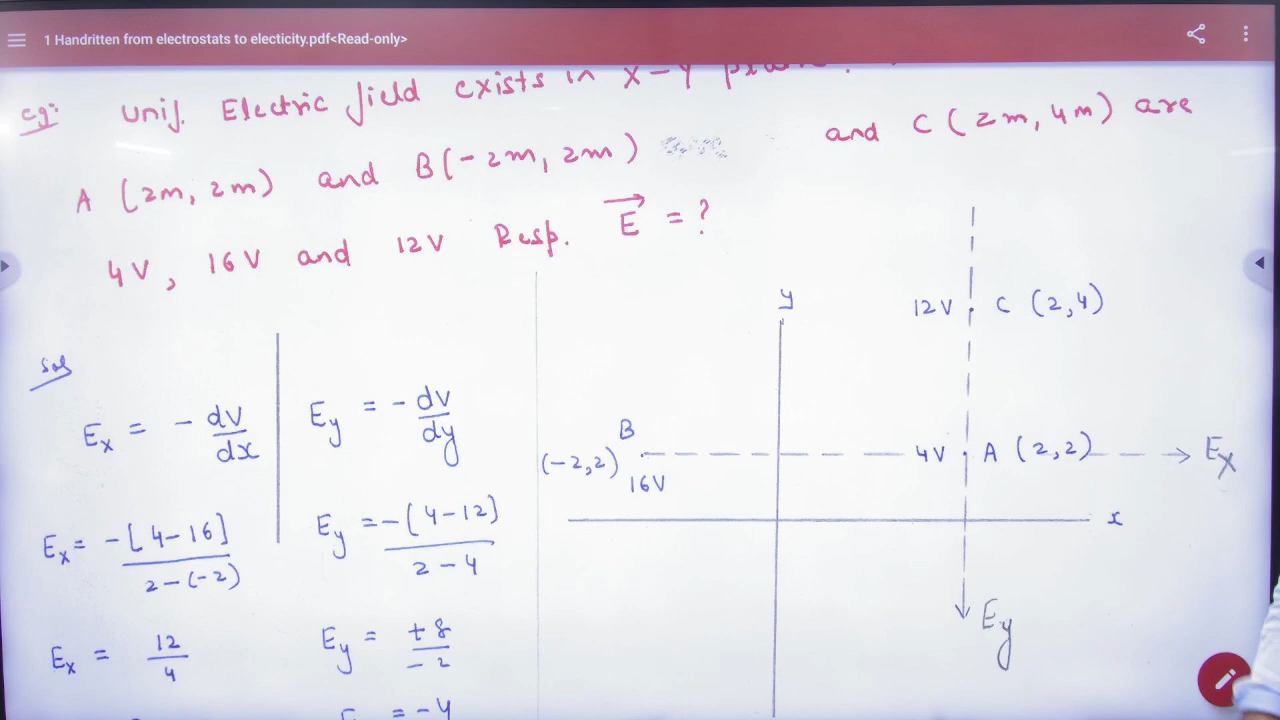 1 Handritten from electrostats to electicity.pdf<Read-only>
eg:- Unif. Electric field exists in X-Y
A (2m, 2m) and B(-2m, 2m) and C (2m, 4m) are
4V, 16V and 12V Resp. E⃗ = ?
Sol
Ex = - dv/dx
Ex = -[4-16] / 2-(-2)
Ex = 12/4
Ey = - dv/dy
Ey = -(4-12) / 2-4
Ey = +8 / -2
= -4
y
12V C (2,4)
B
(-2,2)
16V
4V A (2,2) Ex
x
Ey